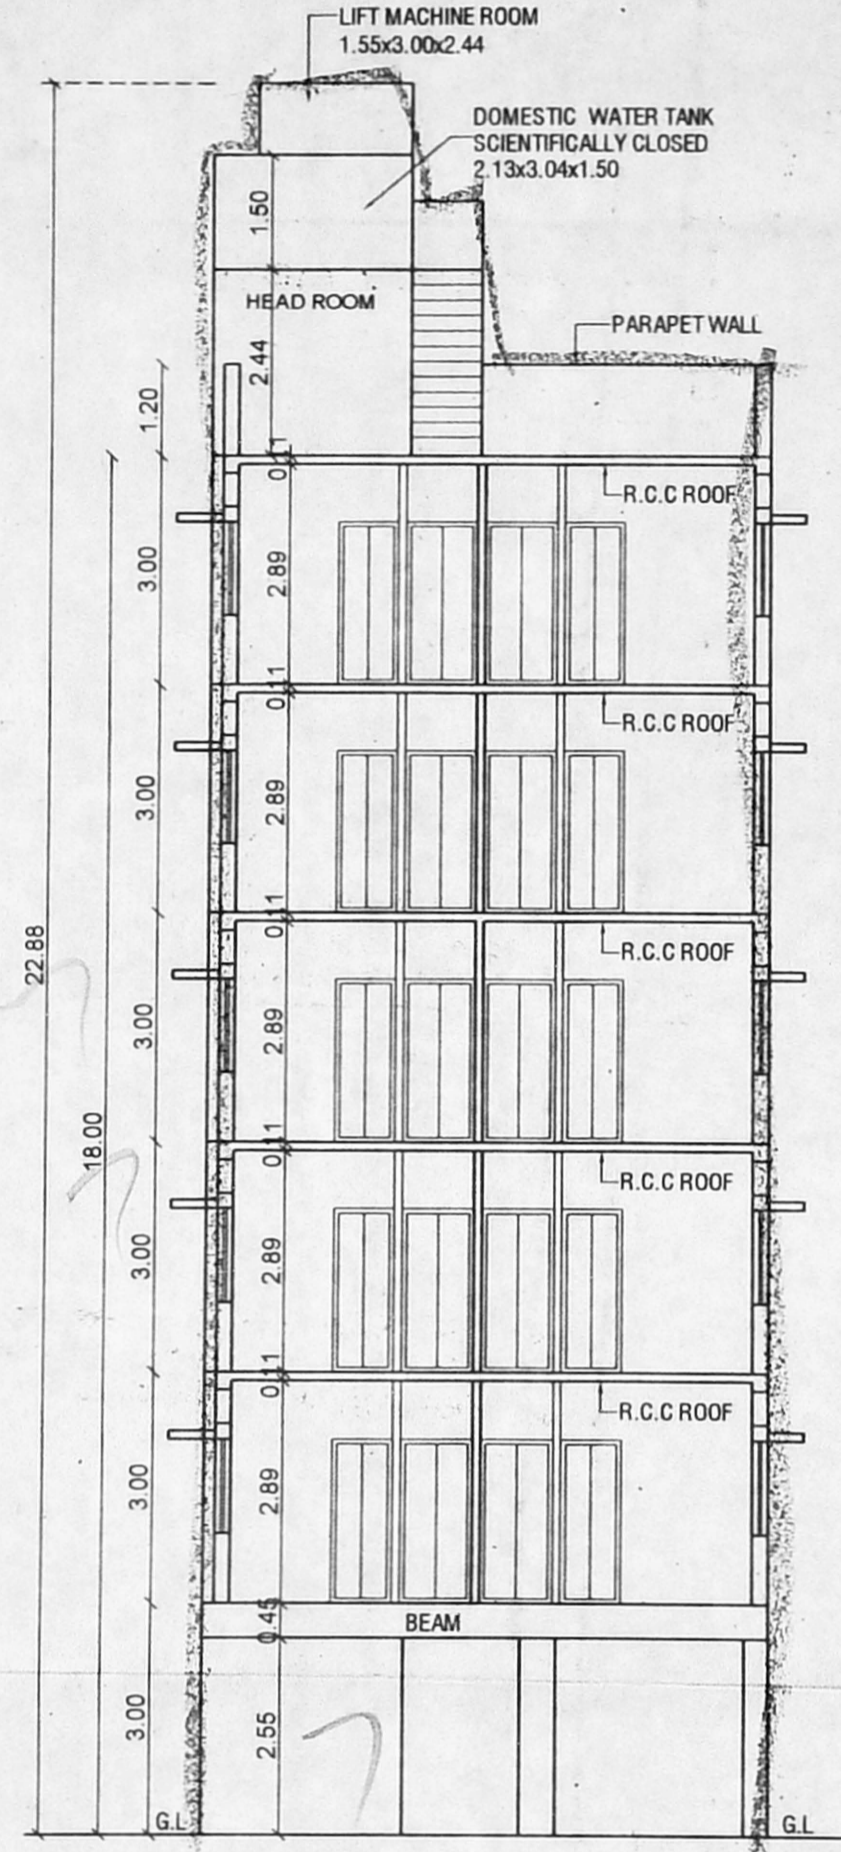 LIFT MACHINE ROOM
1.55x3.00x2.44
DOMESTIC WATER TANK
SCIENTIFICALLY CLOSED
2.13x3.04x1.50
1.50
HEAD ROOM
PARAPET WALL
2.44
1.20
0.11
R.C.C ROOF
3.00
2.89
0.11
R.C.C ROOF
3.00
2.89
0.11
R.C.C ROOF
22.88
3.00
2.89
18.00
0.11
R.C.C ROOF
3.00
2.89
0.11
R.C.C ROOF
3.00
2.89
0.45
BEAM
3.00
2.55
G.L
G.L